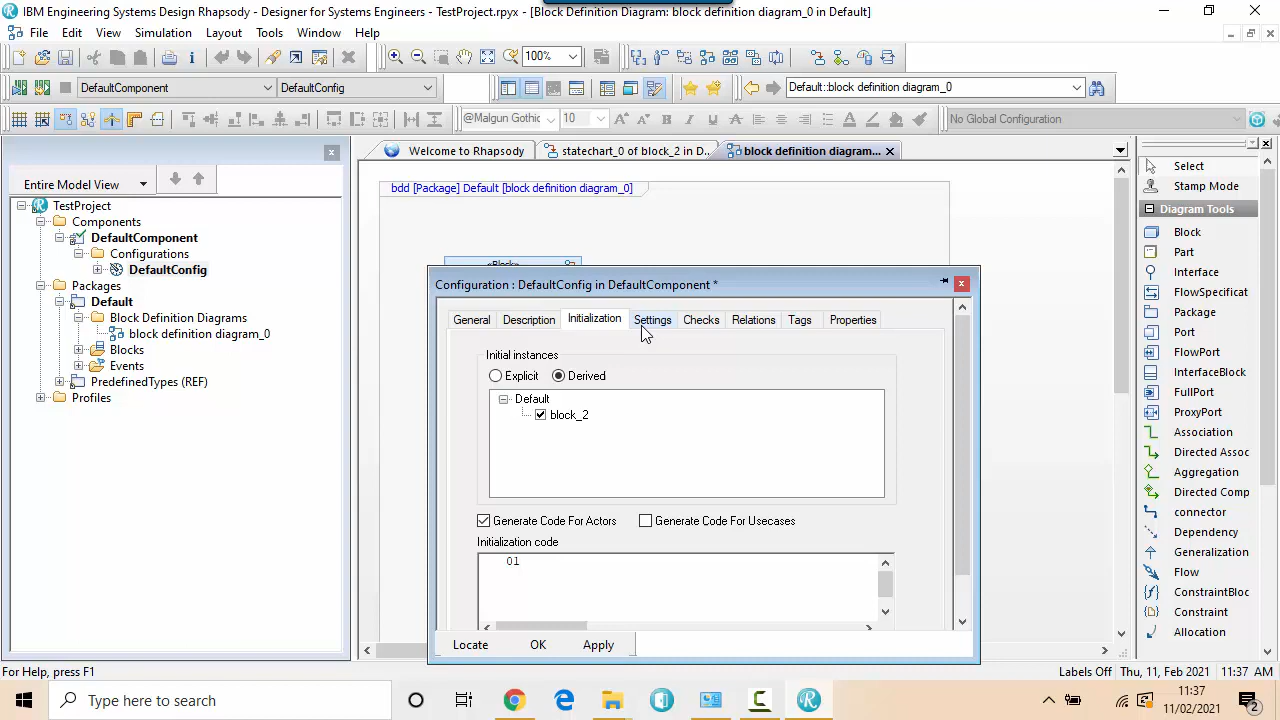 IBM Engineering Systems Design Rhapsody - Designer for Systems Engineers - TestProject.rpyx - [Block Definition Diagram: block definition diagram_0 in Default]
File Edit View Simulation Layout Tools Window Help
100%
DefaultComponent DefaultConfig Default::block definition diagram_0
@Malgun Gothic 10 A A B I U A No Global Configuration
Entire Model View
TestProject
Components
DefaultComponent
Configurations
DefaultConfig
Packages
Default
Block Definition Diagrams
block definition diagram_0
Blocks
Events
PredefinedTypes (REF)
Profiles
Welcome to Rhapsody statechart_0 of block_2 in D... block definition diagram...
bdd [Package] Default [block definition diagram_0]
«Block»
Configuration : DefaultConfig in DefaultComponent *
General Description Initialization Settings Checks Relations Tags Properties
Initial instances
Explicit Derived
Default
block_2
Generate Code For Actors Generate Code For Usecases
Initialization code
01
Locate OK Apply
Select
Stamp Mode
Diagram Tools
Block
Part
Interface
FlowSpecificat
Package
Port
FlowPort
InterfaceBlock
FullPort
ProxyPort
Association
Directed Assoc
Aggregation
Directed Comp
connector
Dependency
Generalization
Flow
ConstraintBloc
Constraint
Allocation
For Help, press F1 Labels Off Thu, 11, Feb 2021 11:37 AM
Type here to search
11:37
11/02/2021
2